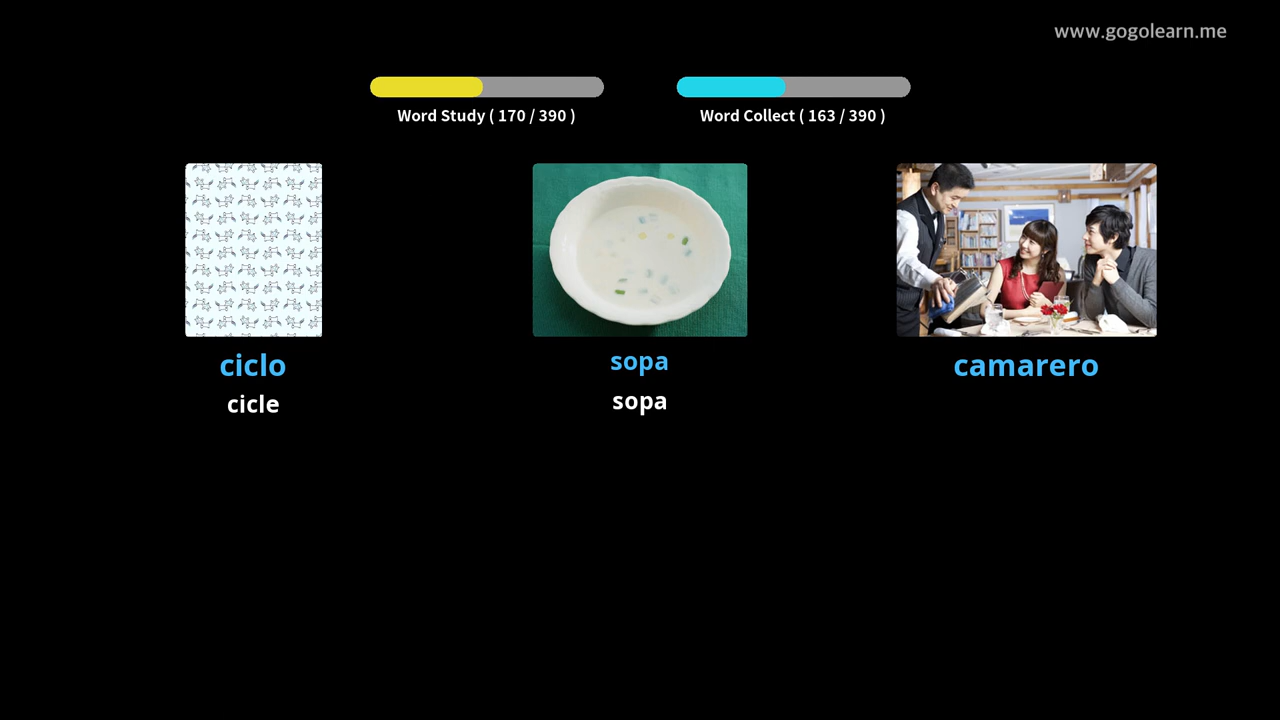 www.gogolearn.me
Word Study ( 170 / 390 )
Word Collect ( 163 / 390 )
ciclo
cicle
sopa
sopa
camarero